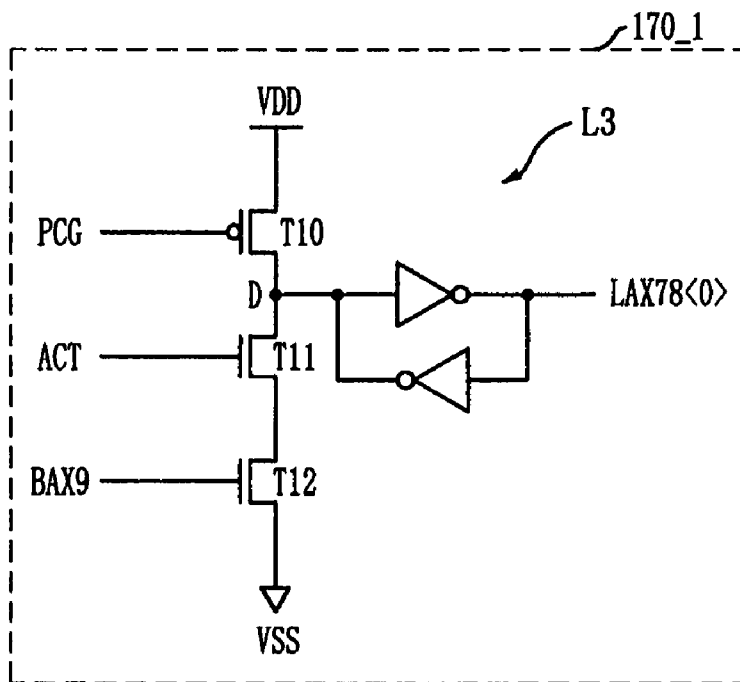 170_1
VDD
L3
PCG
T10
D
LAX78<0>
ACT
T11
BAX9
T12
VSS